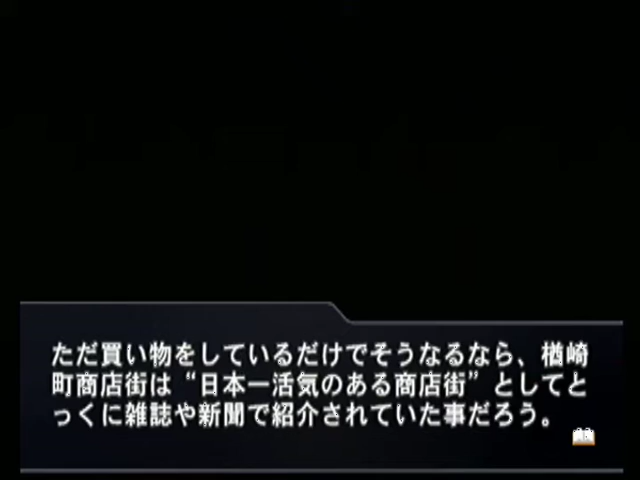 ただ買い物をしているだけでそうなるなら、楢崎
町商店街は“日本一活気のある商店街”としてと
っくに雑誌や新聞で紹介されていた事だろう。